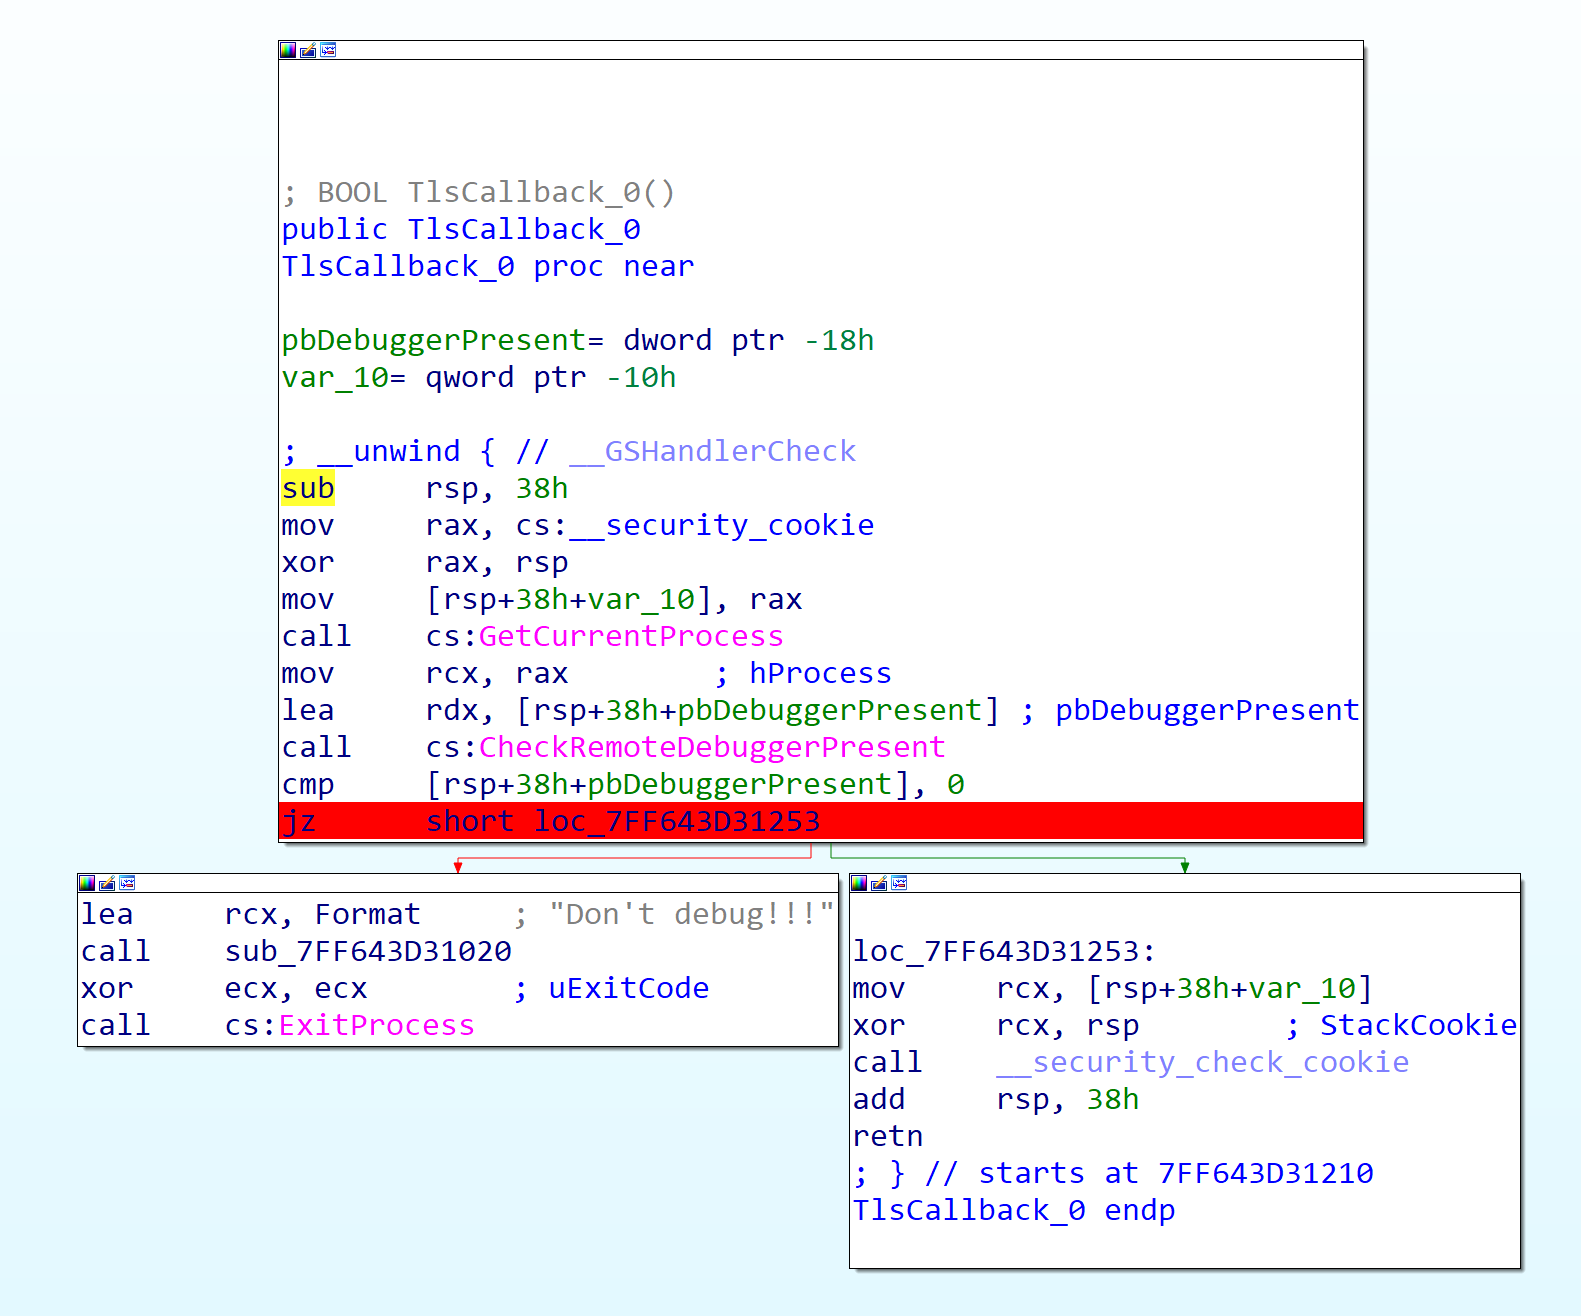 ; BOOL TlsCallback_0()
public TlsCallback_0
TlsCallback_0 proc near
pbDebuggerPresent= dword ptr -18h
var_10= qword ptr -10h
; __unwind { // __GSHandlerCheck
sub rsp, 38h
mov rax, cs:__security_cookie
xor rax, rsp
mov [rsp+38h+var_10], rax
call cs:GetCurrentProcess
mov rcx, rax ; hProcess
lea rdx, [rsp+38h+pbDebuggerPresent] ; pbDebuggerPresent
call cs:CheckRemoteDebuggerPresent
cmp [rsp+38h+pbDebuggerPresent], 0
jz short loc_7FF643D31253
lea rcx, Format ; "Don't debug!!!"
call sub_7FF643D31020
xor ecx, ecx ; uExitCode
call cs:ExitProcess
loc_7FF643D31253:
mov rcx, [rsp+38h+var_10]
xor rcx, rsp ; StackCookie
call __security_check_cookie
add rsp, 38h
retn
; } // starts at 7FF643D31210
TlsCallback_0 endp